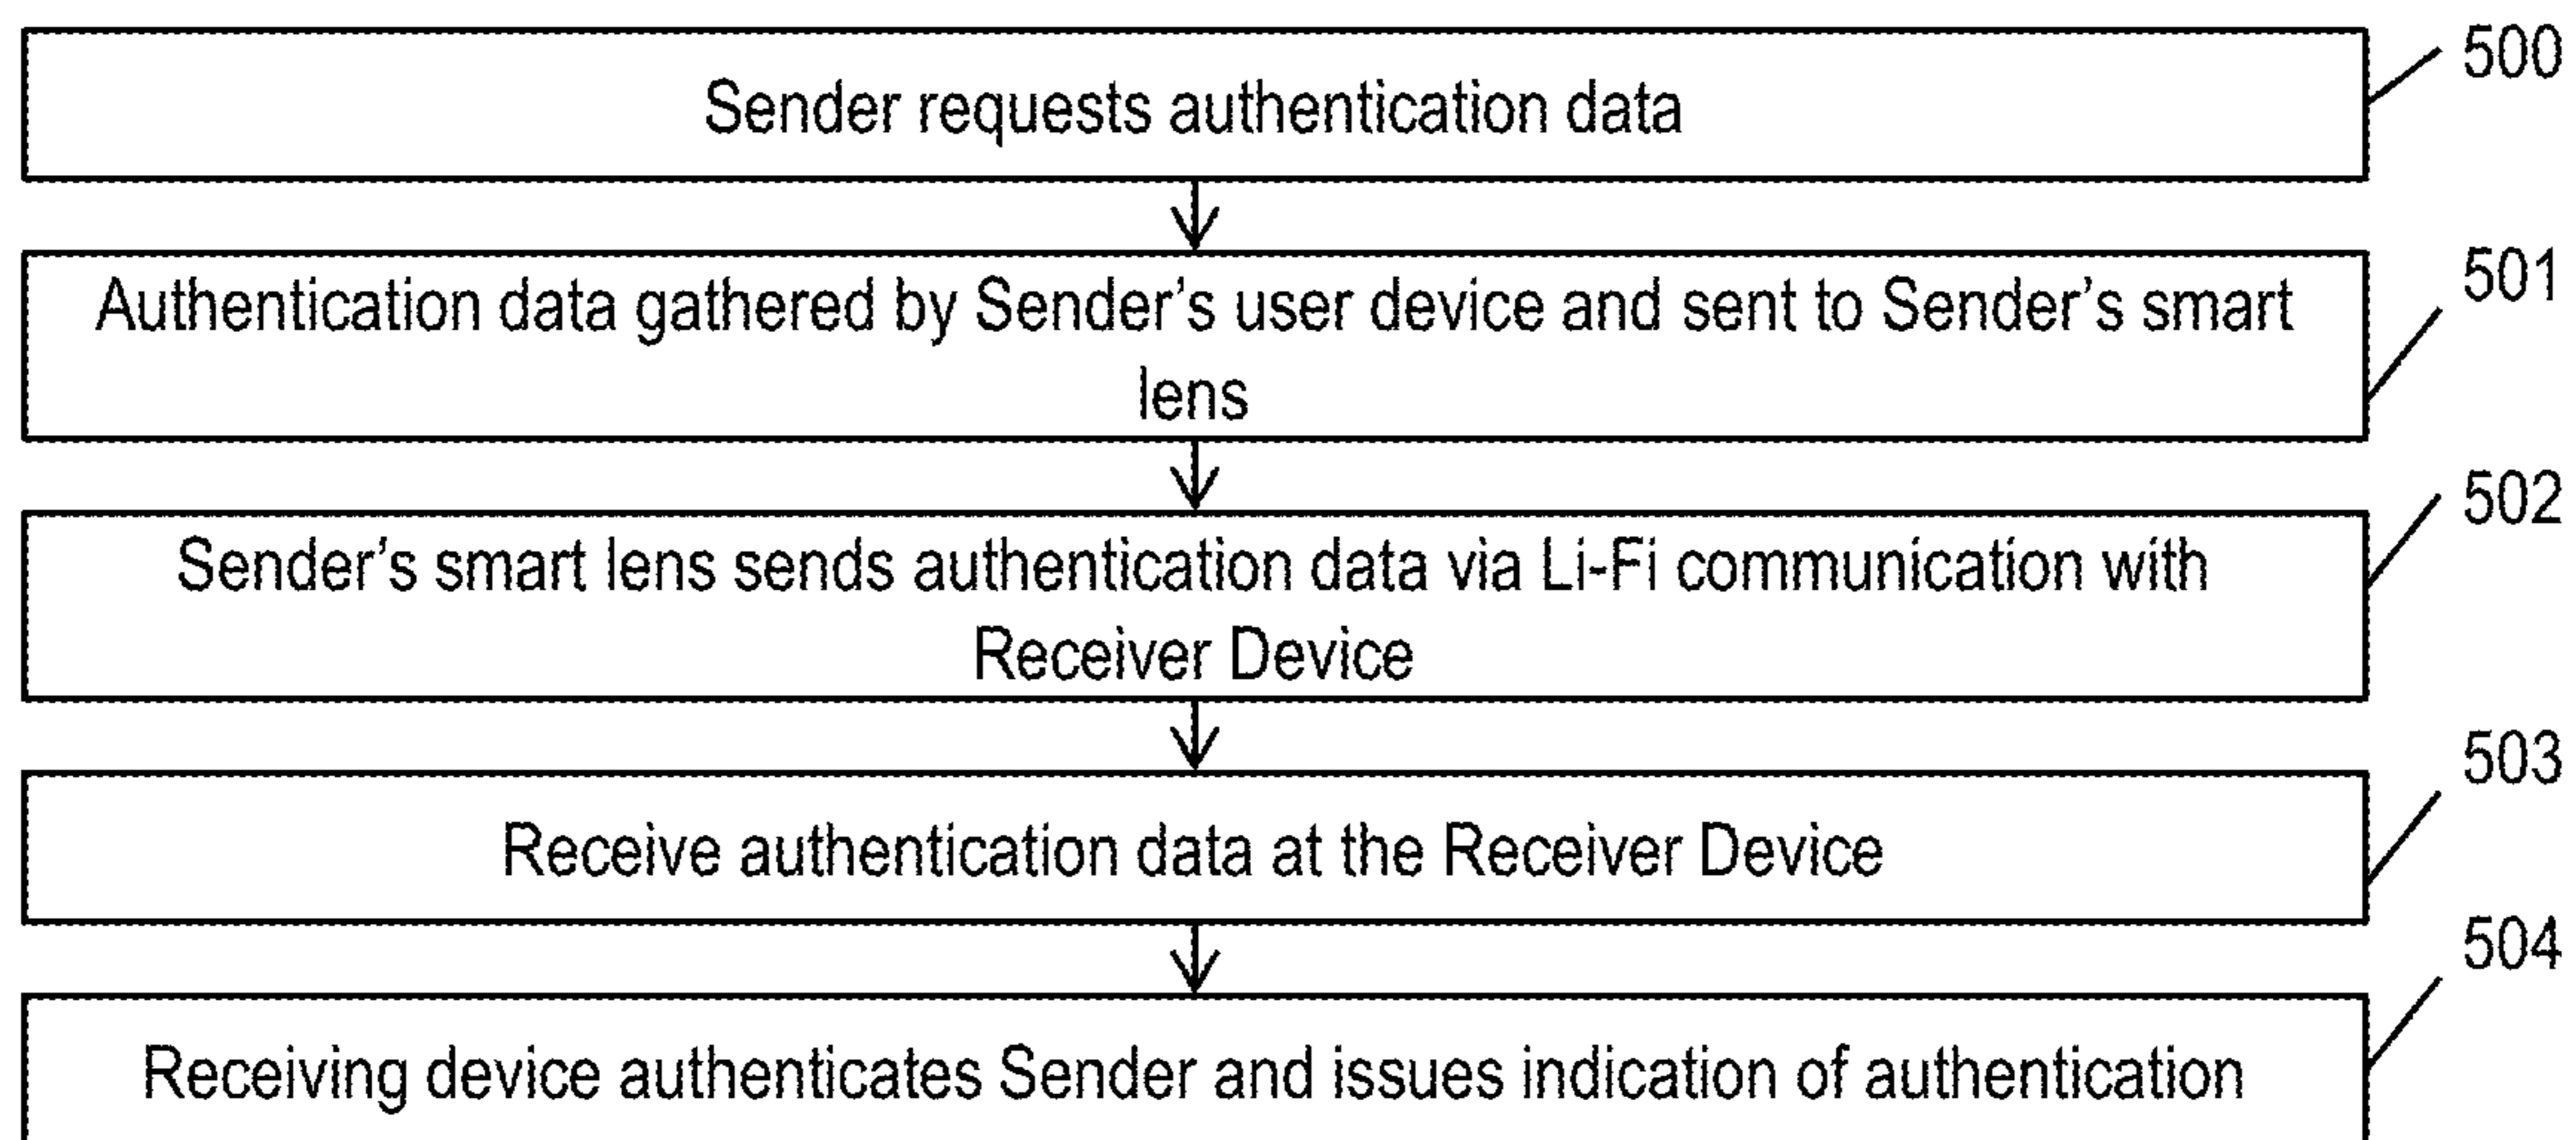 500
Sender requests authentication data
501
Authentication data gathered by Sender's user device and sent to Sender's smart
lens
502
Sender's smart lens sends authentication data via Li-Fi communication with
Receiver Device
503
Receive authentication data at the Receiver Device
504
Receiving device authenticates Sender and issues indication of authentication